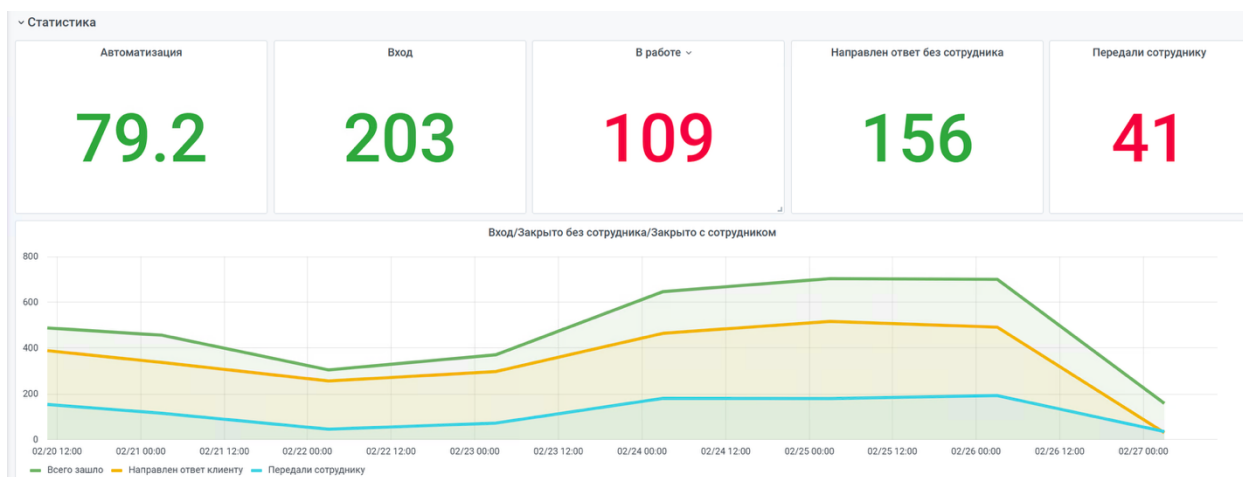 Статистика
Автоматизация
Вход
В работе
Направлен ответ без сотрудника
Передали сотруднику
79.2
203
109
156
41
Вход/Закрыто без сотрудника/Закрыто с сотрудником
800
600
400
200
0
02/20 12:00 02/21 00:00 02/21 12:00 02/22 00:00 02/22 12:00 02/23 00:00 02/23 12:00 02/24 00:00 02/24 12:00 02/25 00:00 02/25 12:00 02/26 00:00 02/26 12:00 02/27 00:00
Всего зашло Направлен ответ клиенту Передали сотруднику